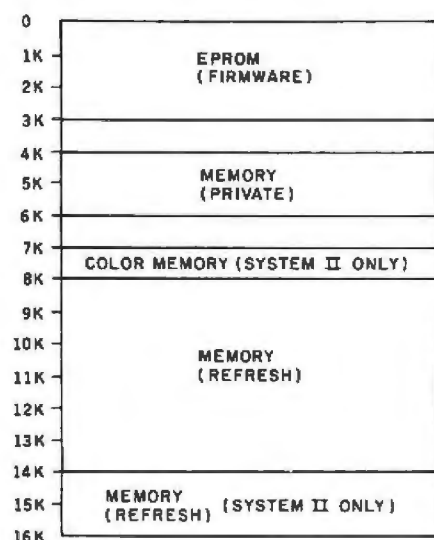 0
1K
EPROM
2K
(FIRMWARE)
3K
4K
MEMORY
5K
(PRIVATE)
6K
7K
COLOR MEMORY (SYSTEM II ONLY)
8K
9K
10K
MEMORY
11K
(REFRESH)
12K
13K
14K
MEMORY
15K
(REFRESH) (SYSTEM II ONLY)
16K